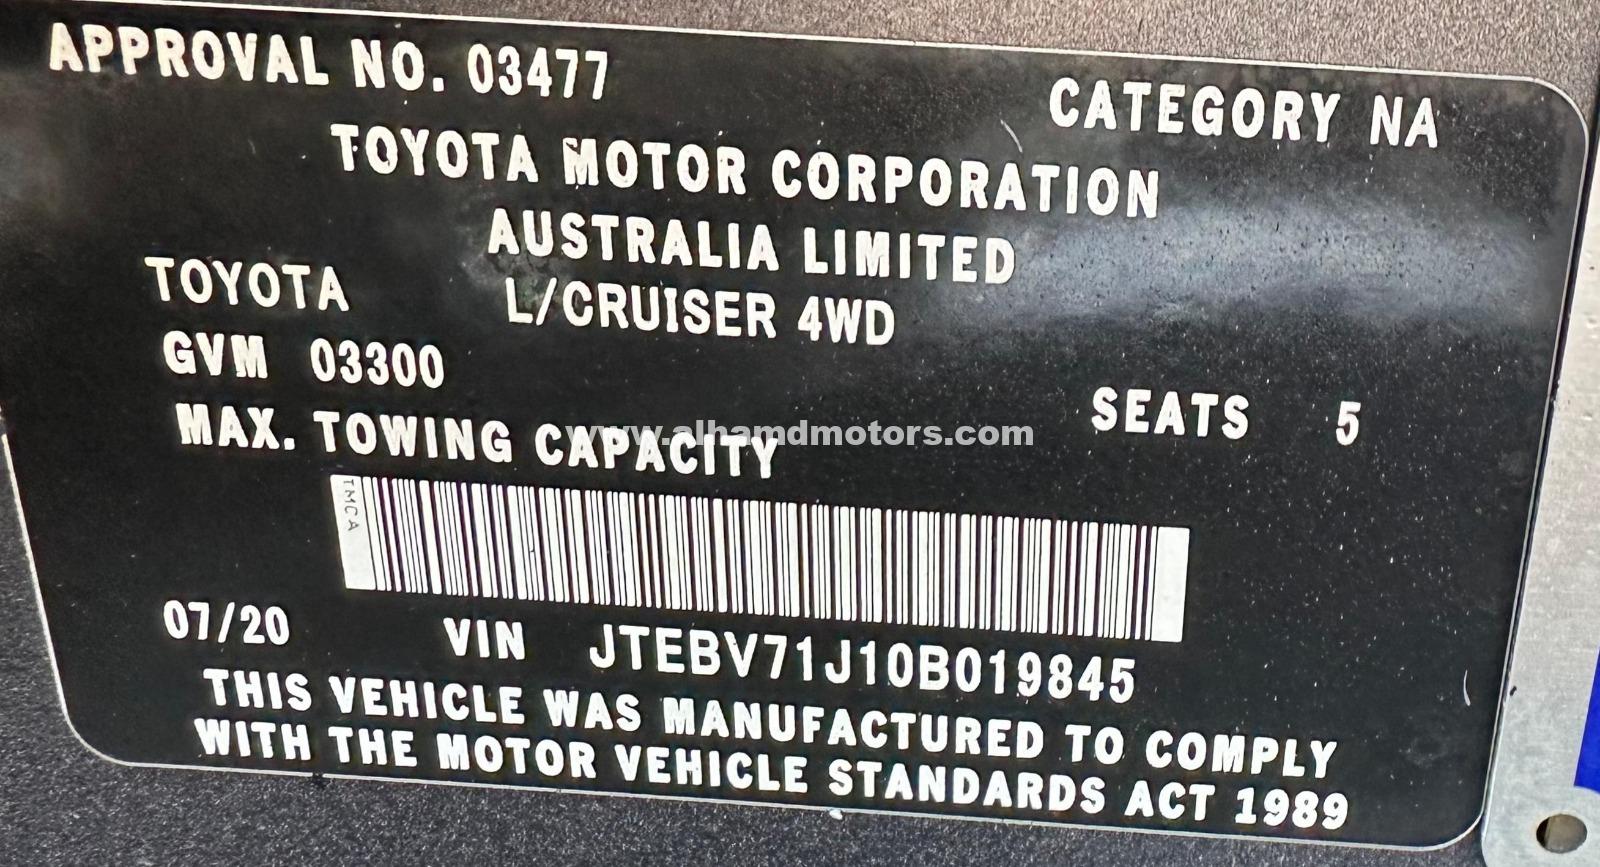 APPROVAL NO. 03477
CATEGORY NA
TOYOTA MOTOR CORPORATION
AUSTRALIA LIMITED
TOYOTA L/CRUISER 4WD
GVM 03300
SEATS 5
MAX. TOWING CAPACITY
www.alhamdmotors.com
TMCA
07/20 VIN JTEBV71J10B019845
THIS VEHICLE WAS MANUFACTURED TO COMPLY
WITH THE MOTOR VEHICLE STANDARDS ACT 1989